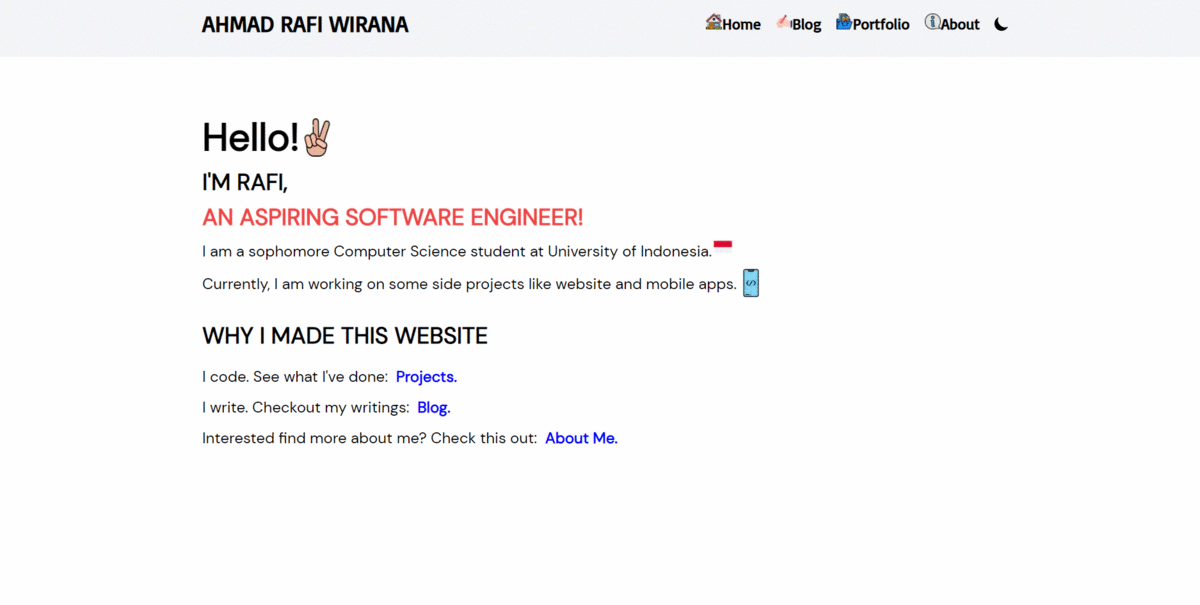 AHMAD RAFI WIRANA
Home Blog Portfolio About
Hello!
I'M RAFI,
AN ASPIRING SOFTWARE ENGINEER!
I am a sophomore Computer Science student at University of Indonesia.
Currently, I am working on some side projects like website and mobile apps.
WHY I MADE THIS WEBSITE
I code. See what I've done: Projects.
I write. Checkout my writings: Blog.
Interested find more about me? Check this out: About Me.